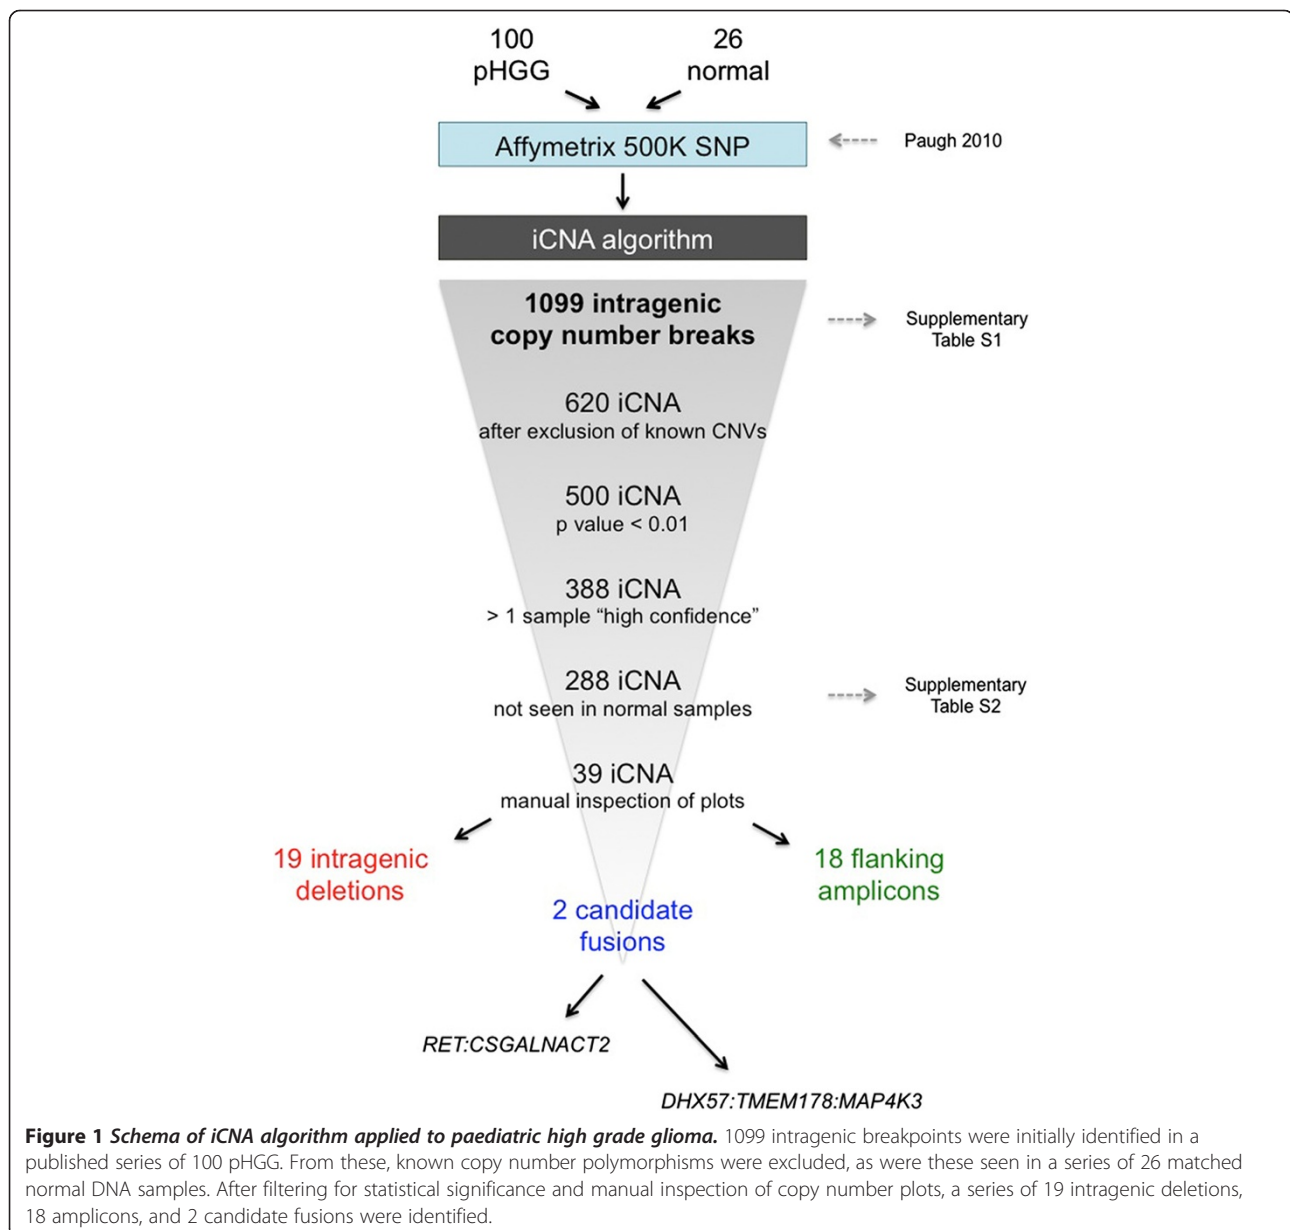 100
pHGG
26
normal
Affymetrix 500K SNP
Paugh 2010
iCNA algorithm
1099 intragenic
copy number breaks
Supplementary
Table S1
620 iCNA
after exclusion of known CNVs
500 iCNA
p value < 0.01
388 iCNA
> 1 sample “high confidence”
288 iCNA
not seen in normal samples
Supplementary
Table S2
39 iCNA
manual inspection of plots
19 intragenic
deletions
18 flanking
amplicons
2 candidate
fusions
RET:CSGALNACT2
DHX57:TMEM178:MAP4K3
Figure 1 Schema of iCNA algorithm applied to paediatric high grade glioma. 1099 intragenic breakpoints were initially identified in a
published series of 100 pHGG. From these, known copy number polymorphisms were excluded, as were these seen in a series of 26 matched
normal DNA samples. After filtering for statistical significance and manual inspection of copy number plots, a series of 19 intragenic deletions,
18 amplicons, and 2 candidate fusions were identified.